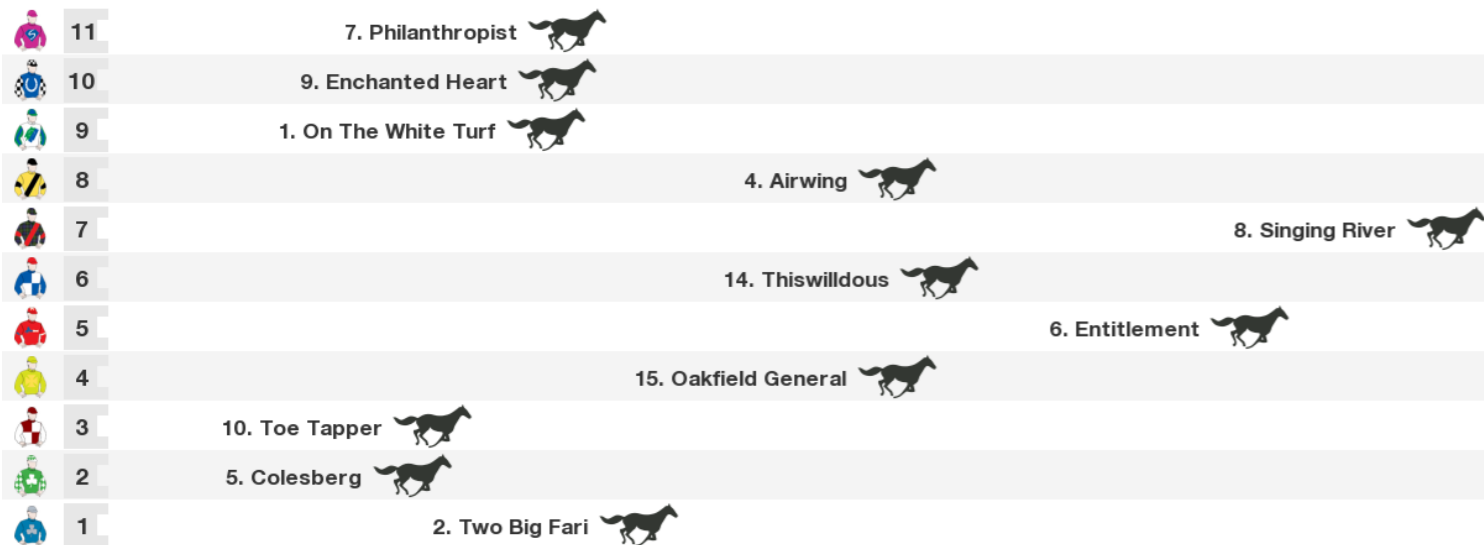 11 7. Philanthropist
10 9. Enchanted Heart
9 1. On The White Turf
8 4. Airwing
7 8. Singing River
6 14. Thiswilldous
5 6. Entitlement
4 15. Oakfield General
3 10. Toe Tapper
2 5. Colesberg
1 2. Two Big Fari